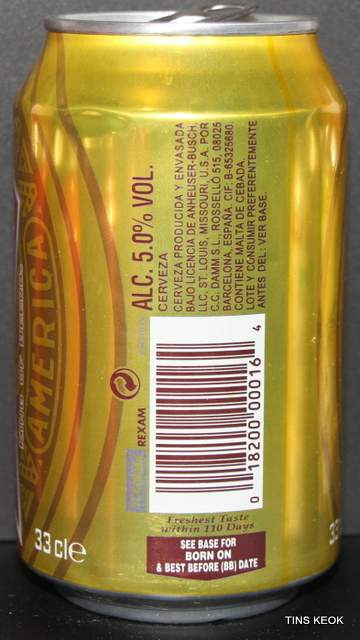 AMERICA
ALC. 5.0% VOL.
CERVEZA
CERVEZA PRODUCIDA Y ENVASADA
BAJO LICENCIA DE ANHEUSER-BUSCH,
LLC, ST. LOUIS, MISSOURI, U.S.A. POR
C.C. DAMM S.L., ROSSELLÓ 515, 08025
BARCELONA, ESPAÑA. CIF: B-65325680.
CONTIENE MALTA DE CEBADA.
LOTE Y CONSUMIR PREFERENTEMENTE
ANTES DEL: VER BASE.
REXAM
0 18200 00016 4
Freshest Taste
within 110 Days
SEE BASE FOR
BORN ON
& BEST BEFORE (BB) DATE
33 cl e
33
TINS KEOK